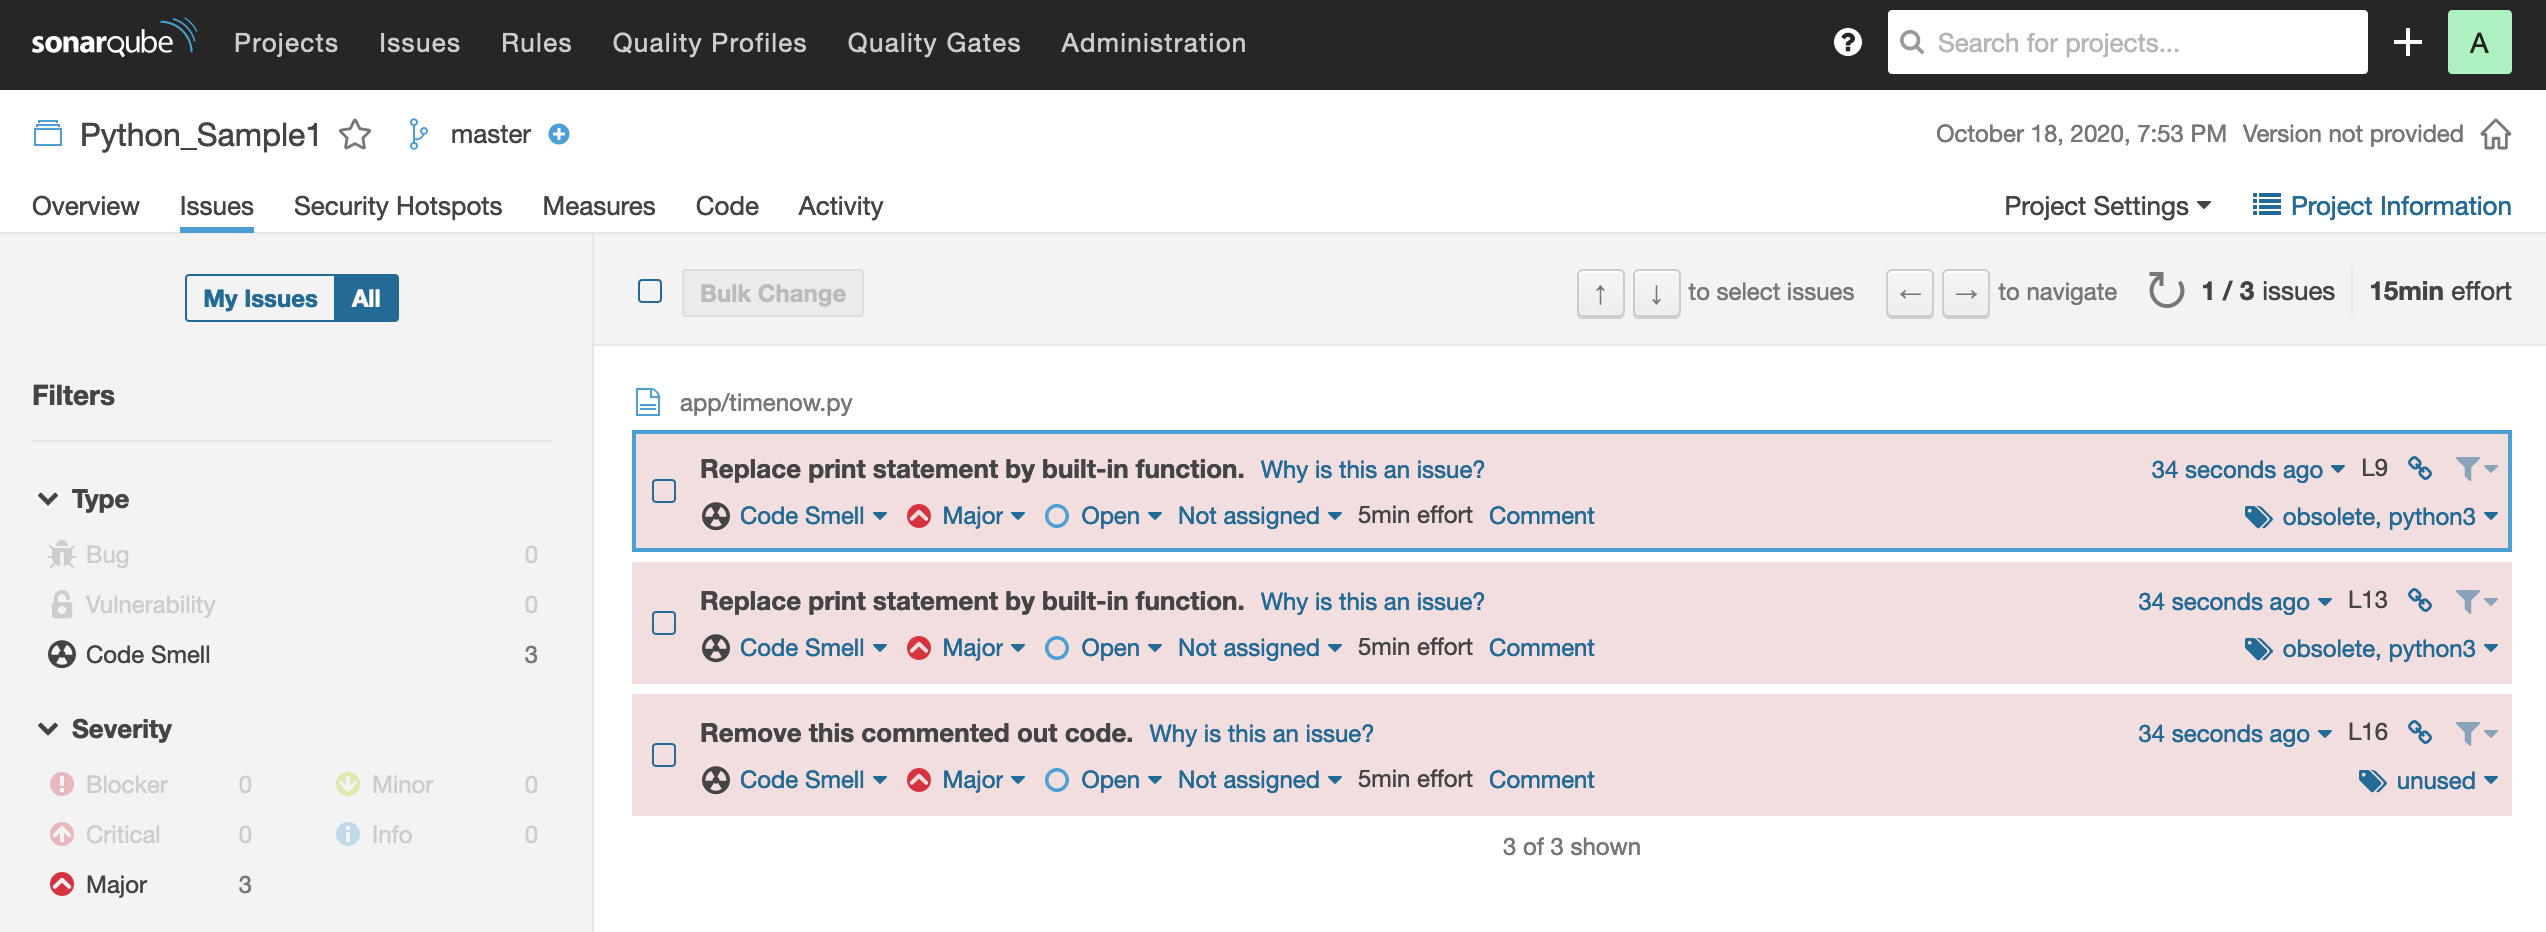 sonarqube Projects Issues Rules Quality Profiles Quality Gates Administration ? Search for projects... + A
Python_Sample1 master October 18, 2020, 7:53 PM Version not provided
Overview Issues Security Hotspots Measures Code Activity Project Settings Project Information
My Issues All
Bulk Change ↑ ↓ to select issues ← → to navigate 1 / 3 issues 15min effort
Filters
Type
Bug 0
Vulnerability 0
Code Smell 3
Severity
Blocker 0 Minor 0
Critical 0 Info 0
Major 3
app/timenow.py
Replace print statement by built-in function. Why is this an issue? 34 seconds ago L9
Code Smell Major Open Not assigned 5min effort Comment obsolete, python3
Replace print statement by built-in function. Why is this an issue? 34 seconds ago L13
Code Smell Major Open Not assigned 5min effort Comment obsolete, python3
Remove this commented out code. Why is this an issue? 34 seconds ago L16
Code Smell Major Open Not assigned 5min effort Comment unused
3 of 3 shown